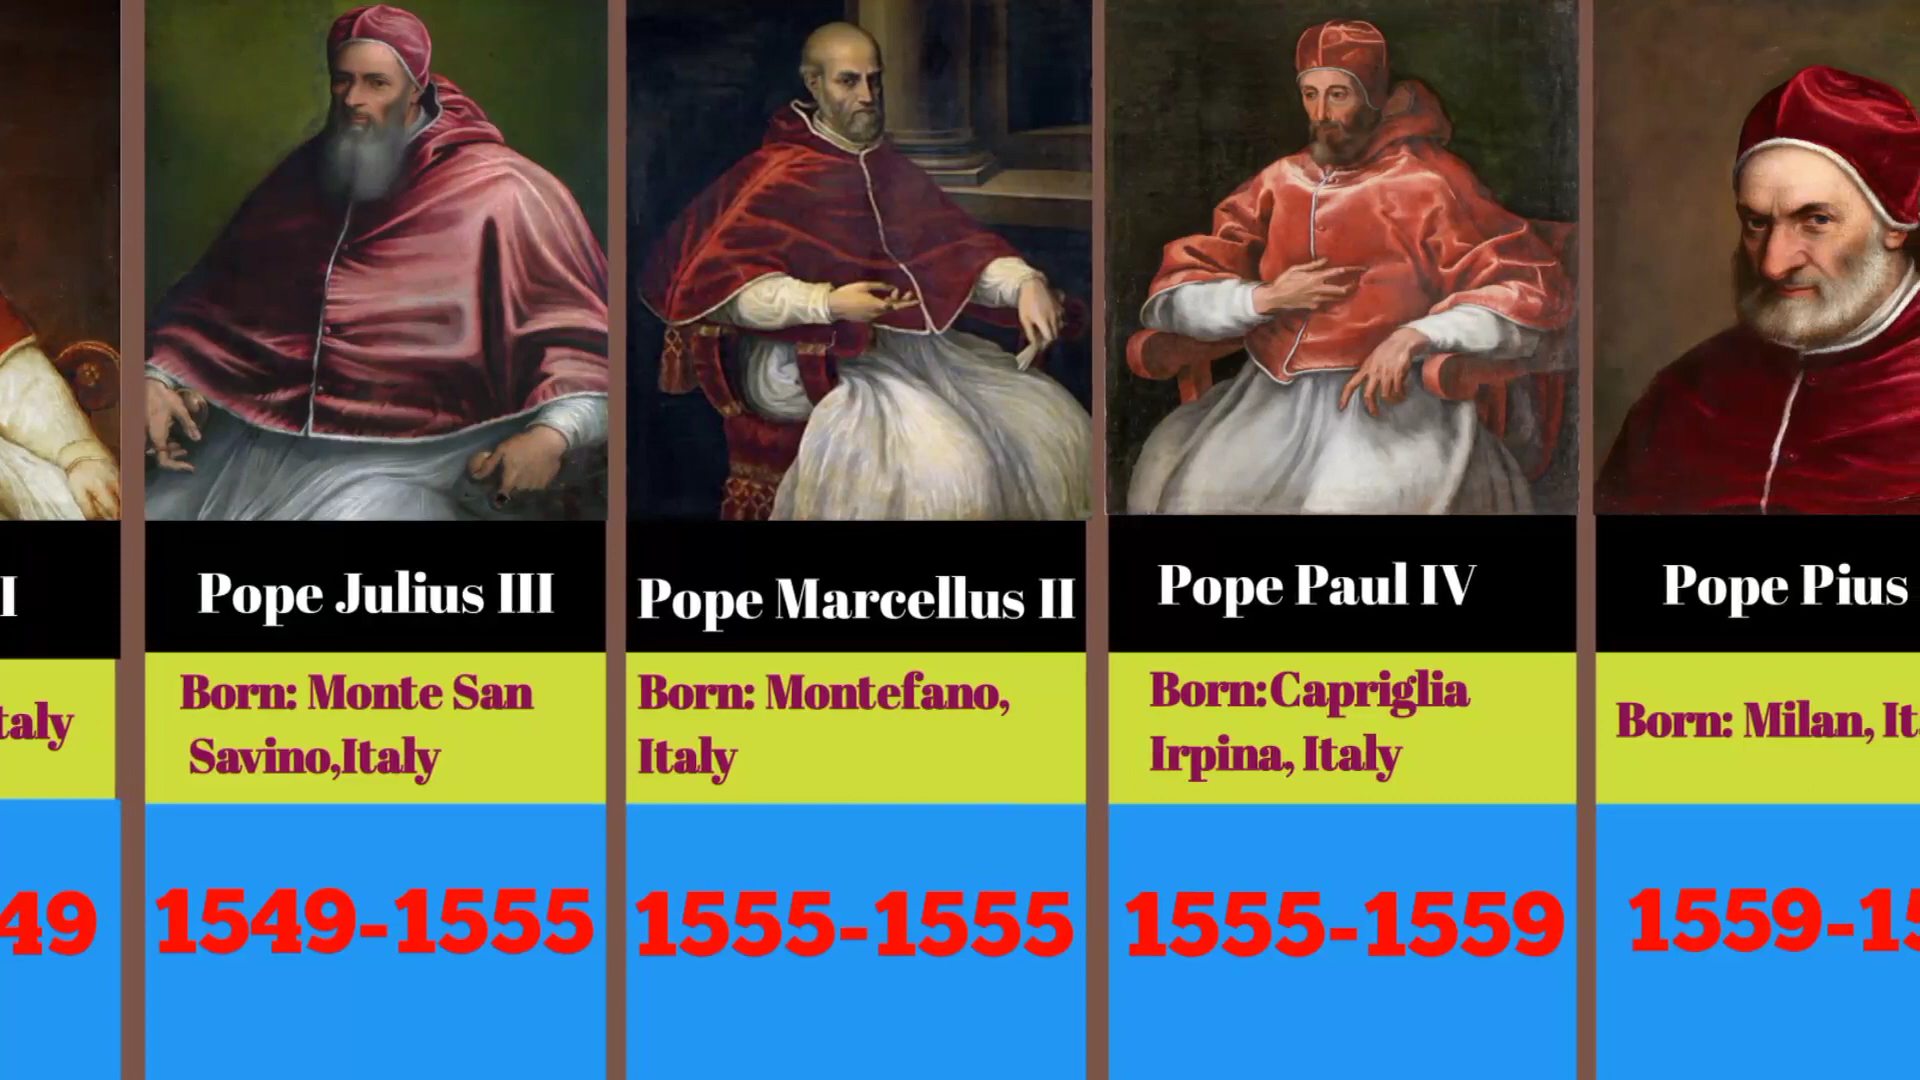 I
taly
49
Pope Julius III
Born: Monte San
Savino,Italy
1549-1555
Pope Marcellus II
Born: Montefano,
Italy
1555-1555
Pope Paul IV
Born:Capriglia
Irpina, Italy
1555-1559
Pope Pius
Born: Milan, It
1559-15